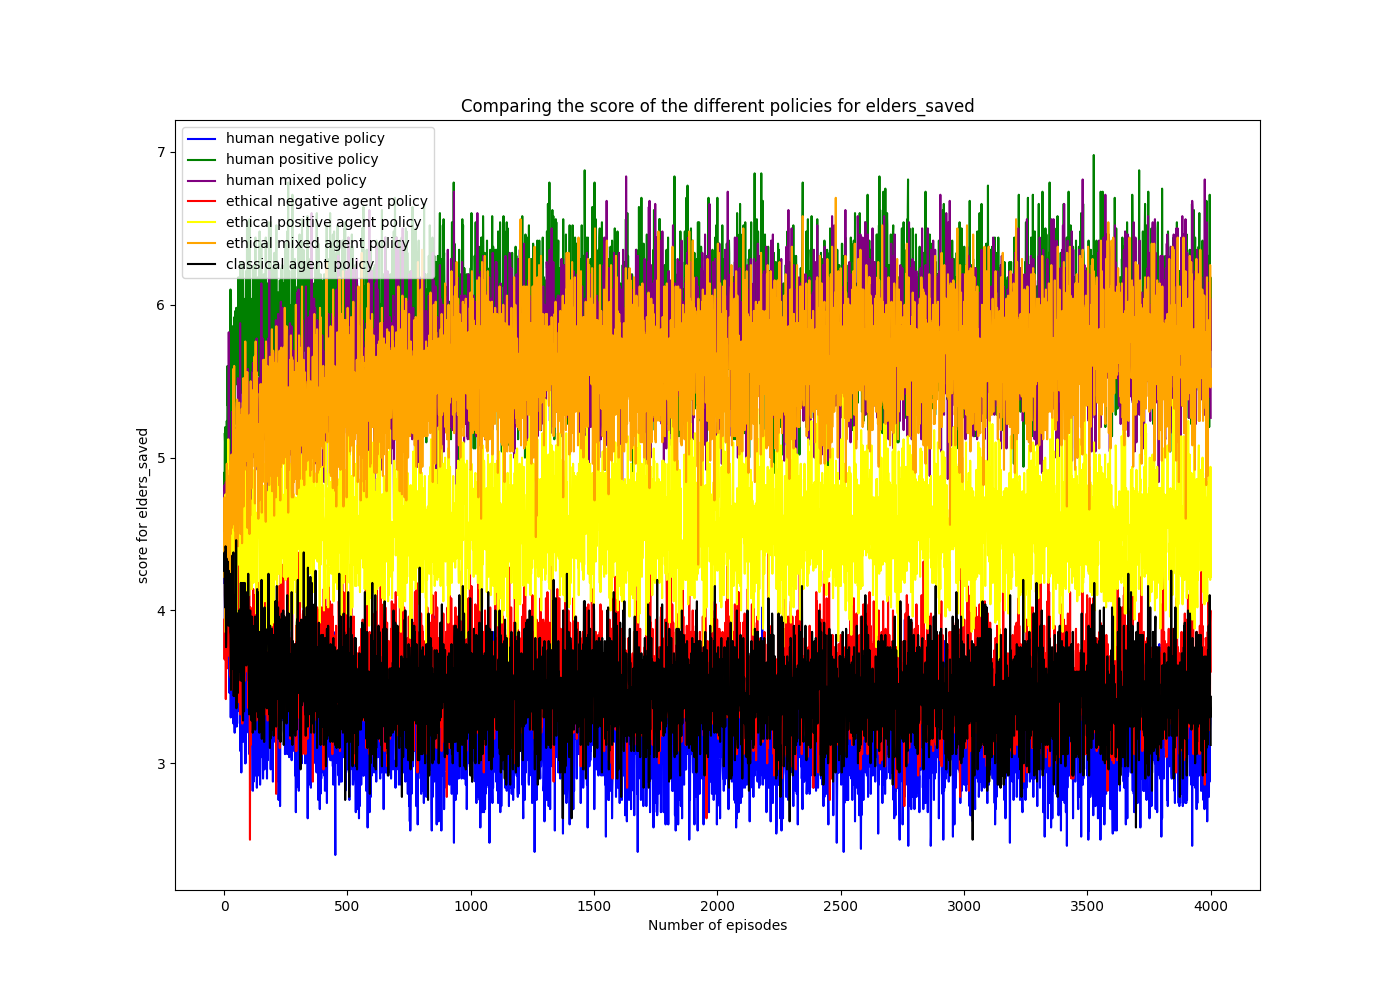 Comparing the score of the different policies for elders_saved
human negative policy
human positive policy
human mixed policy
ethical negative agent policy
ethical positive agent policy
ethical mixed agent policy
classical agent policy
7
6
5
4
3
score for elders_saved
0 500 1000 1500 2000 2500 3000 3500 4000
Number of episodes